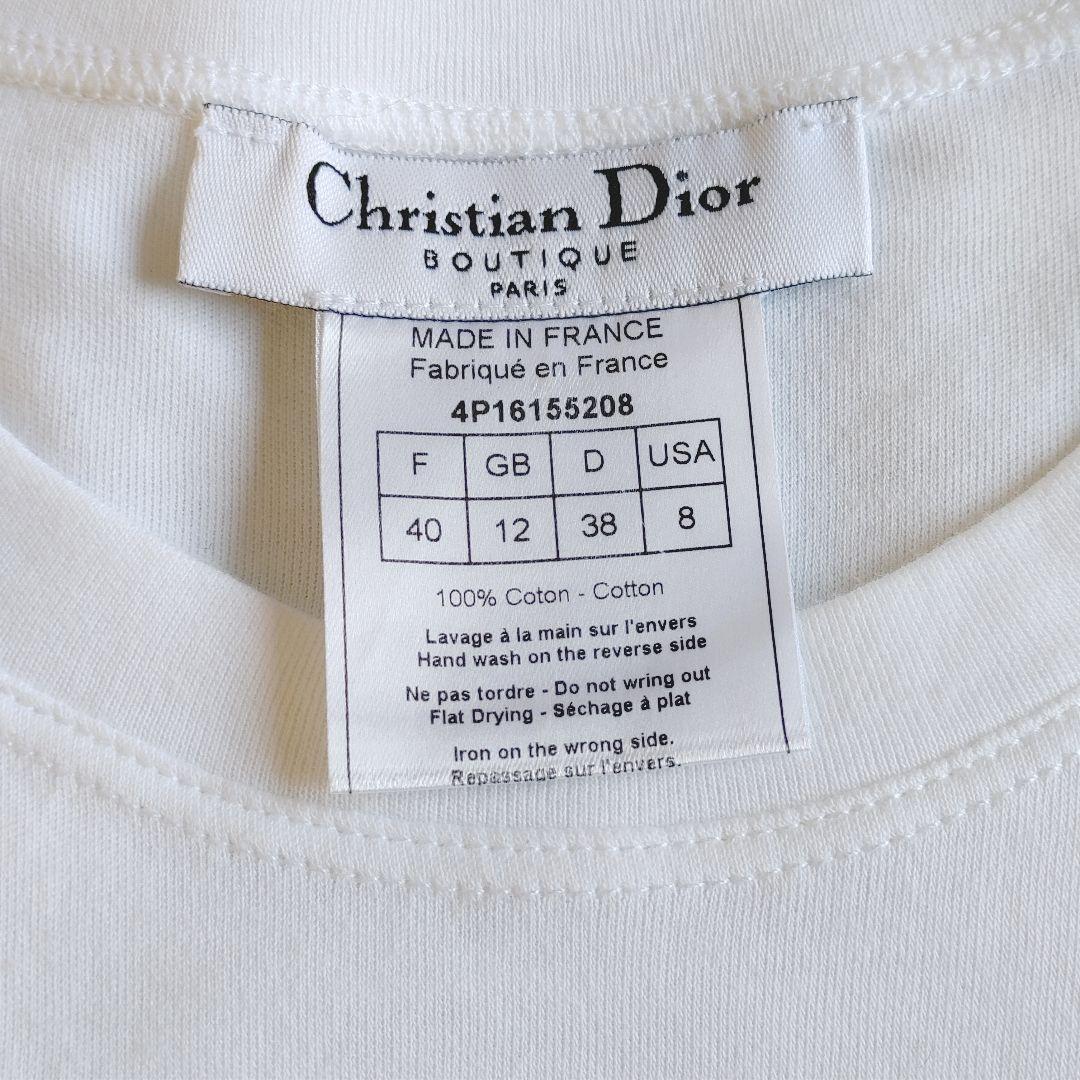 Christian Dior
BOUTIQUE
PARIS
MADE IN FRANCE
Fabriqué en France
4P16155208
F GB D USA
40 12 38 8
100% Coton - Cotton
Lavage à la main sur l'envers
Hand wash on the reverse side
Ne pas tordre - Do not wring out
Flat Drying - Séchage à plat
Iron on the wrong side.
Repassage sur l'envers.